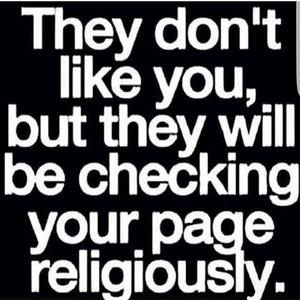 They don't
like you,
but they will
be checking
your page
religiously.